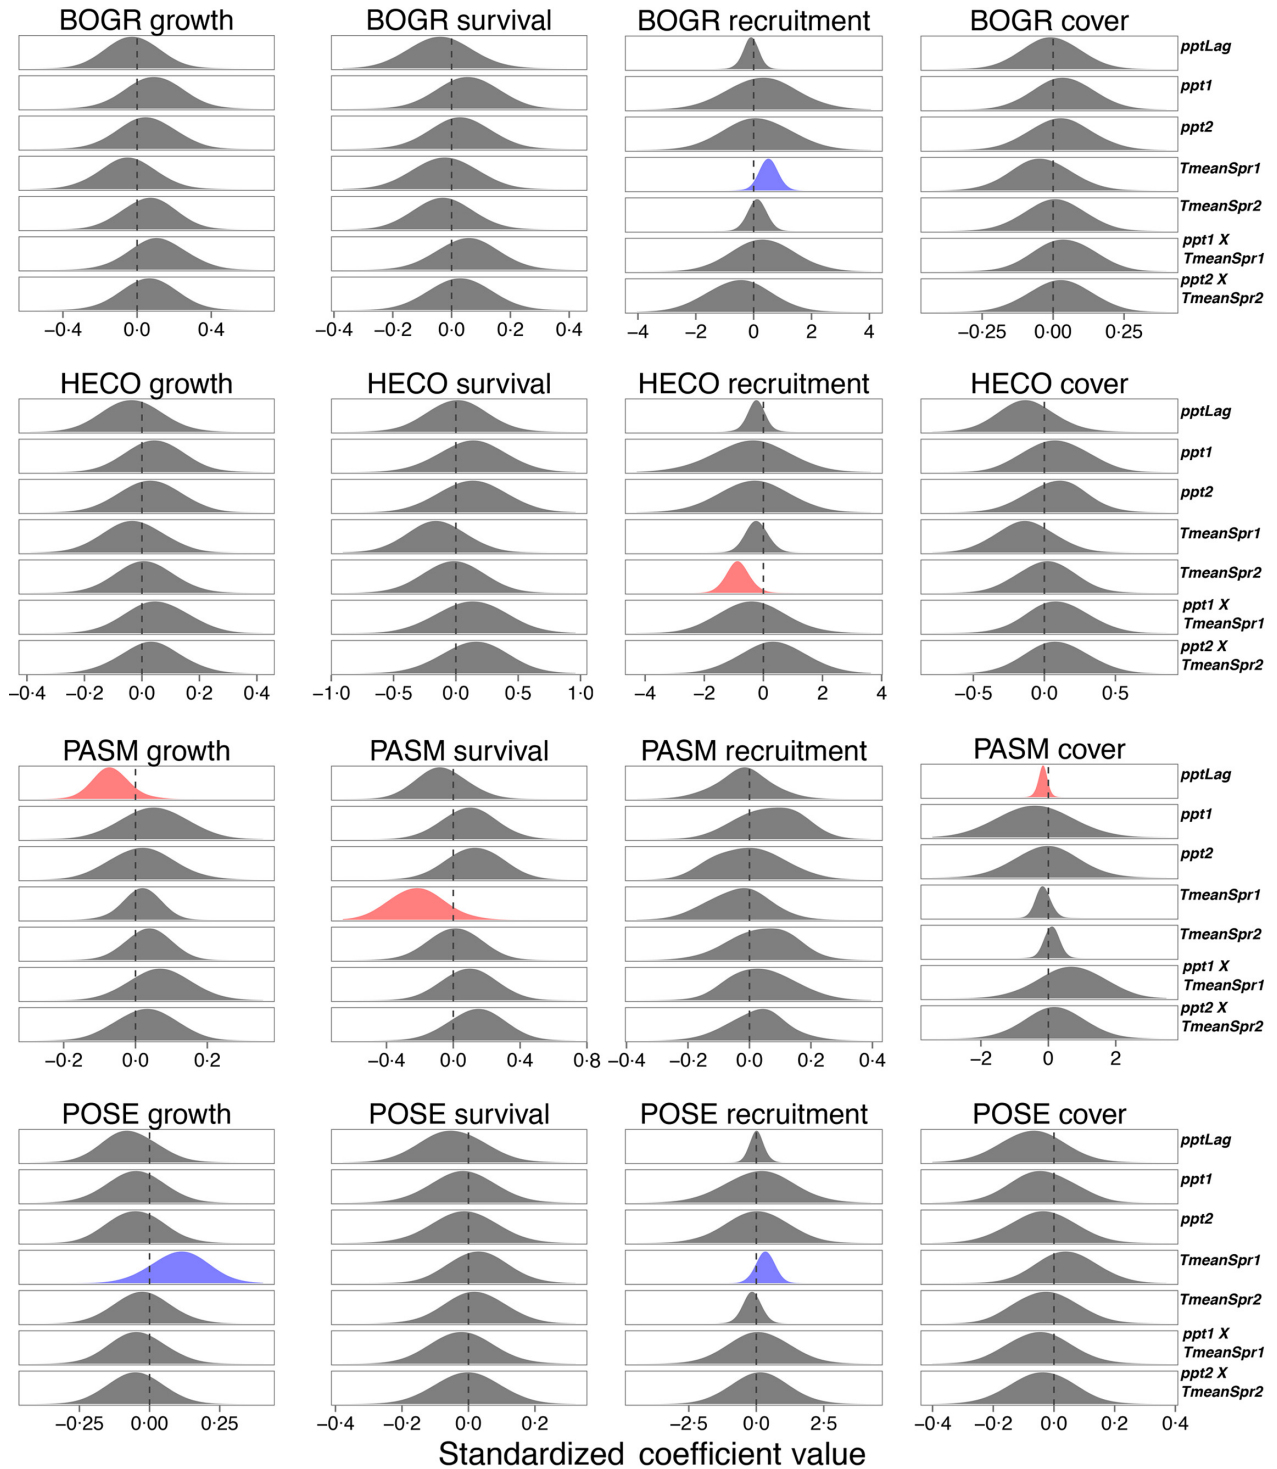 BOGR growth BOGR survival BOGR recruitment BOGR cover
pptLag
ppt1
ppt2
TmeanSpr1
TmeanSpr2
ppt1 X
TmeanSpr1
ppt2 X
TmeanSpr2
−0·4 0·0 0·4 −0·4 −0·2 0·0 0·2 0·4 −4 −2 0 2 4 −0·25 0·00 0·25
HECO growth HECO survival HECO recruitment HECO cover
pptLag
ppt1
ppt2
TmeanSpr1
TmeanSpr2
ppt1 X
TmeanSpr1
ppt2 X
TmeanSpr2
−0·4 −0·2 0·0 0·2 0·4 −1·0 −0·5 0·0 0·5 1·0 −4 −2 0 2 4 −0·5 0·0 0·5
PASM growth PASM survival PASM recruitment PASM cover
pptLag
ppt1
ppt2
TmeanSpr1
TmeanSpr2
ppt1 X
TmeanSpr1
ppt2 X
TmeanSpr2
−0·2 0·0 0·2 −0·4 0·0 0·4 0·8 −0·4 −0·2 0·0 0·2 0·4 −2 0 2
POSE growth POSE survival POSE recruitment POSE cover
pptLag
ppt1
ppt2
TmeanSpr1
TmeanSpr2
ppt1 X
TmeanSpr1
ppt2 X
TmeanSpr2
−0·25 0·00 0·25 −0·4 −0·2 0·0 0·2 −2·5 0·0 2·5 −0·4 −0·2 0·0 0·2 0·4
Standardized coefficient value